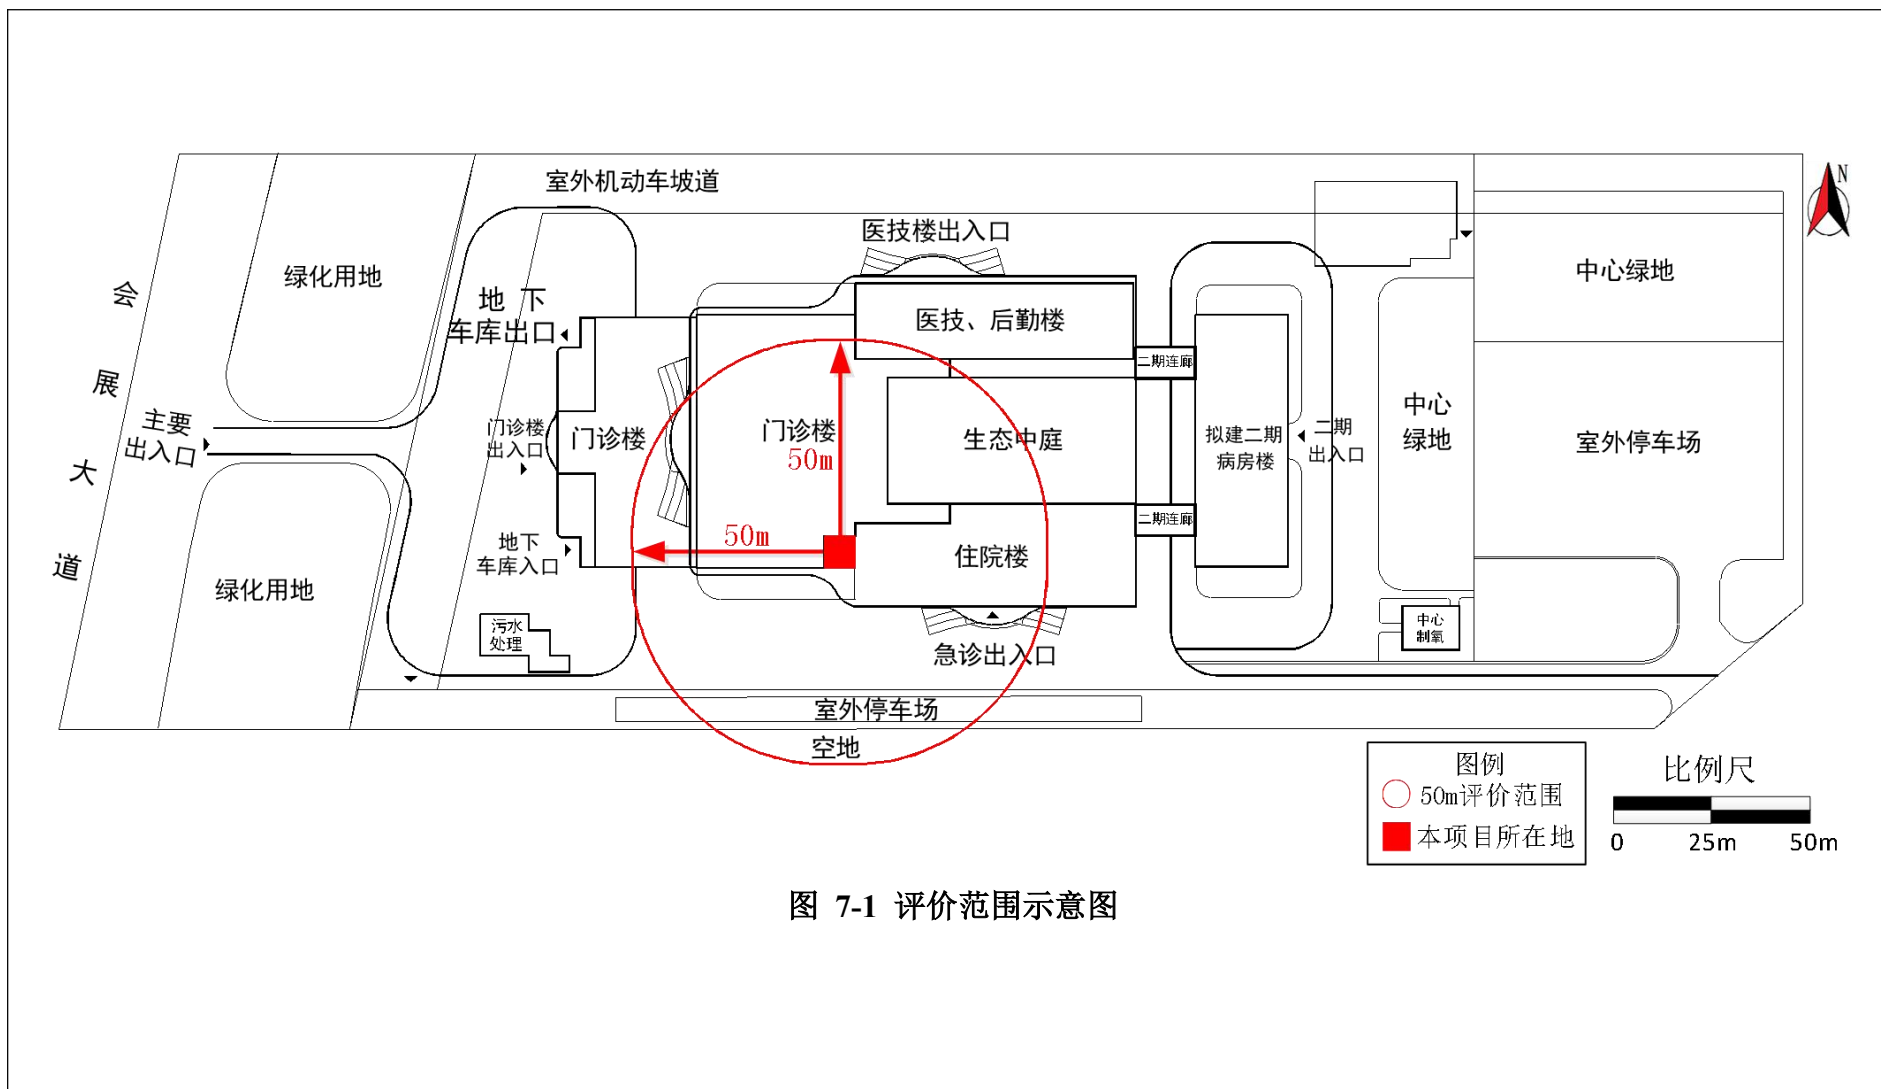 室外机动车坡道
N
医技楼出入口
绿化用地
中心绿地
会展大道
地 下
车库出口
医技、后勤楼
二期连廊
主要
出入口
门诊楼
出入口
门诊楼
门诊楼
50m
生态中庭
拟建二期
病房楼
二期
出入口
中心
绿地
室外停车场
二期连廊
50m
地下
车库入口
住院楼
绿化用地
污水
处理
中心
制氧
急诊出入口
室外停车场
空地
图例
50m评价范围
本项目所在地
比例尺
0 25m 50m
图 7-1 评价范围示意图